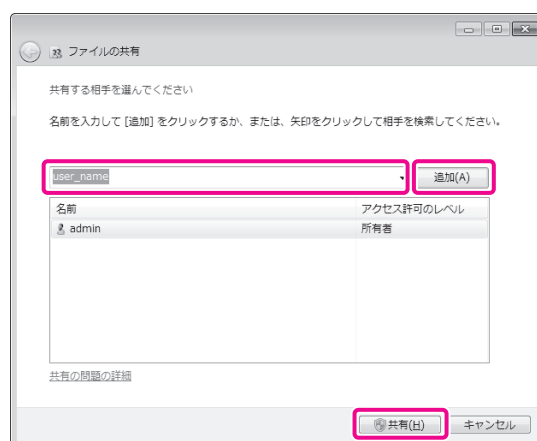 ファイルの共有
共有する相手を選んでください
名前を入力して [追加] をクリックするか、または、矢印をクリックして相手を検索してください。
user_name 追加(A)
名前 アクセス許可のレベル
admin 所有者
共有の問題の詳細
共有(H) キャンセル